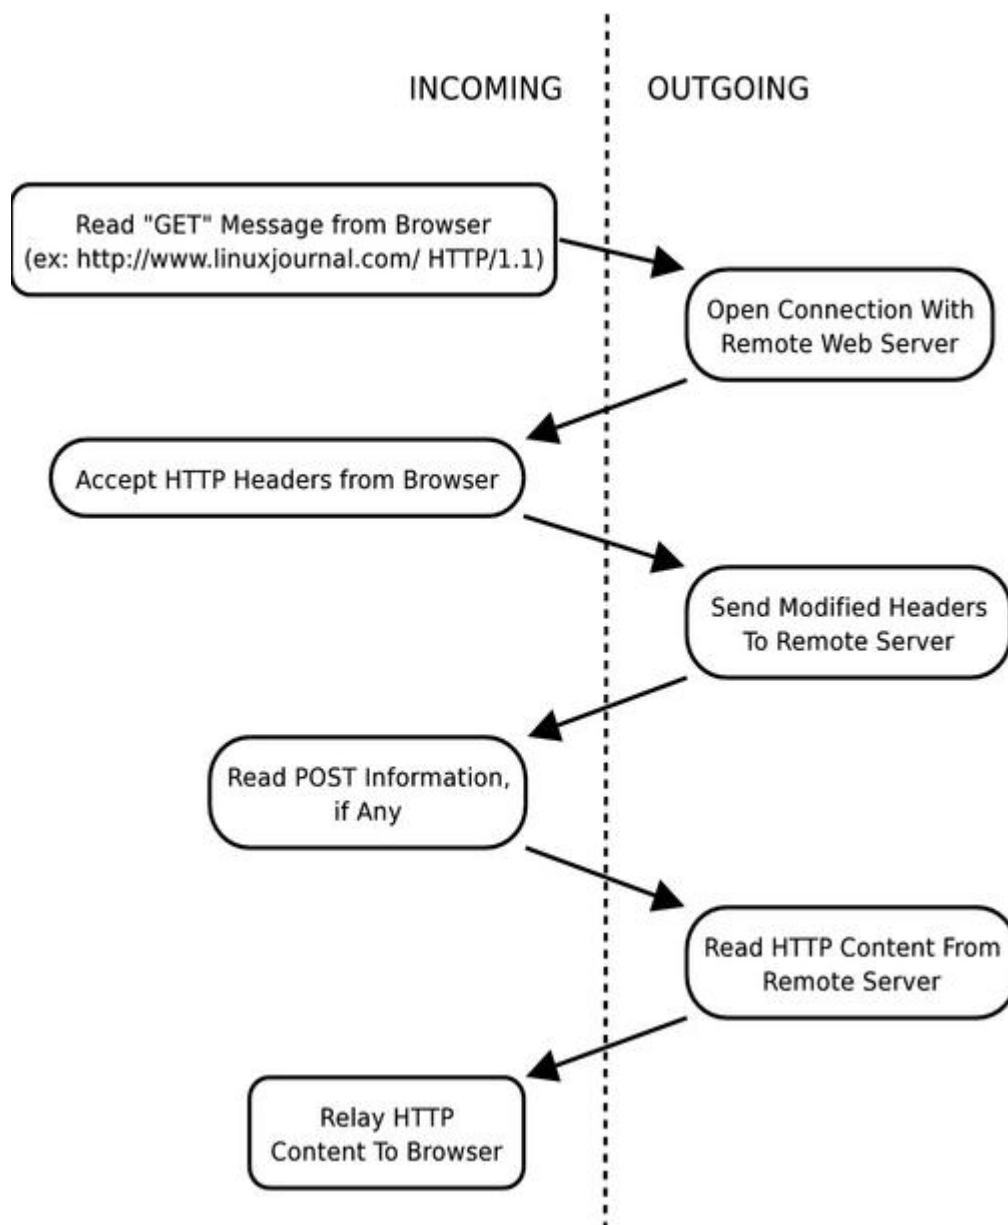 INCOMING
OUTGOING
Read "GET" Message from Browser
(ex: http://www.linuxjournal.com/ HTTP/1.1)
Open Connection With
Remote Web Server
Accept HTTP Headers from Browser
Send Modified Headers
To Remote Server
Read POST Information,
if Any
Read HTTP Content From
Remote Server
Relay HTTP
Content To Browser